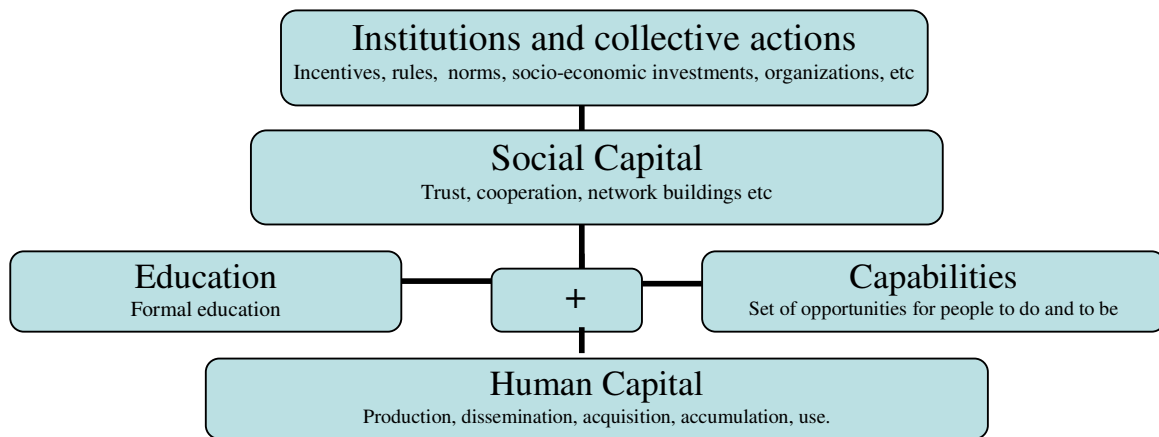 Institutions and collective actions
Incentives, rules, norms, socio-economic investments, organizations, etc
Social Capital
Trust, cooperation, network buildings etc
Education
Formal education
+
Capabilities
Set of opportunities for people to do and to be
Human Capital
Production, dissemination, acquisition, accumulation, use.